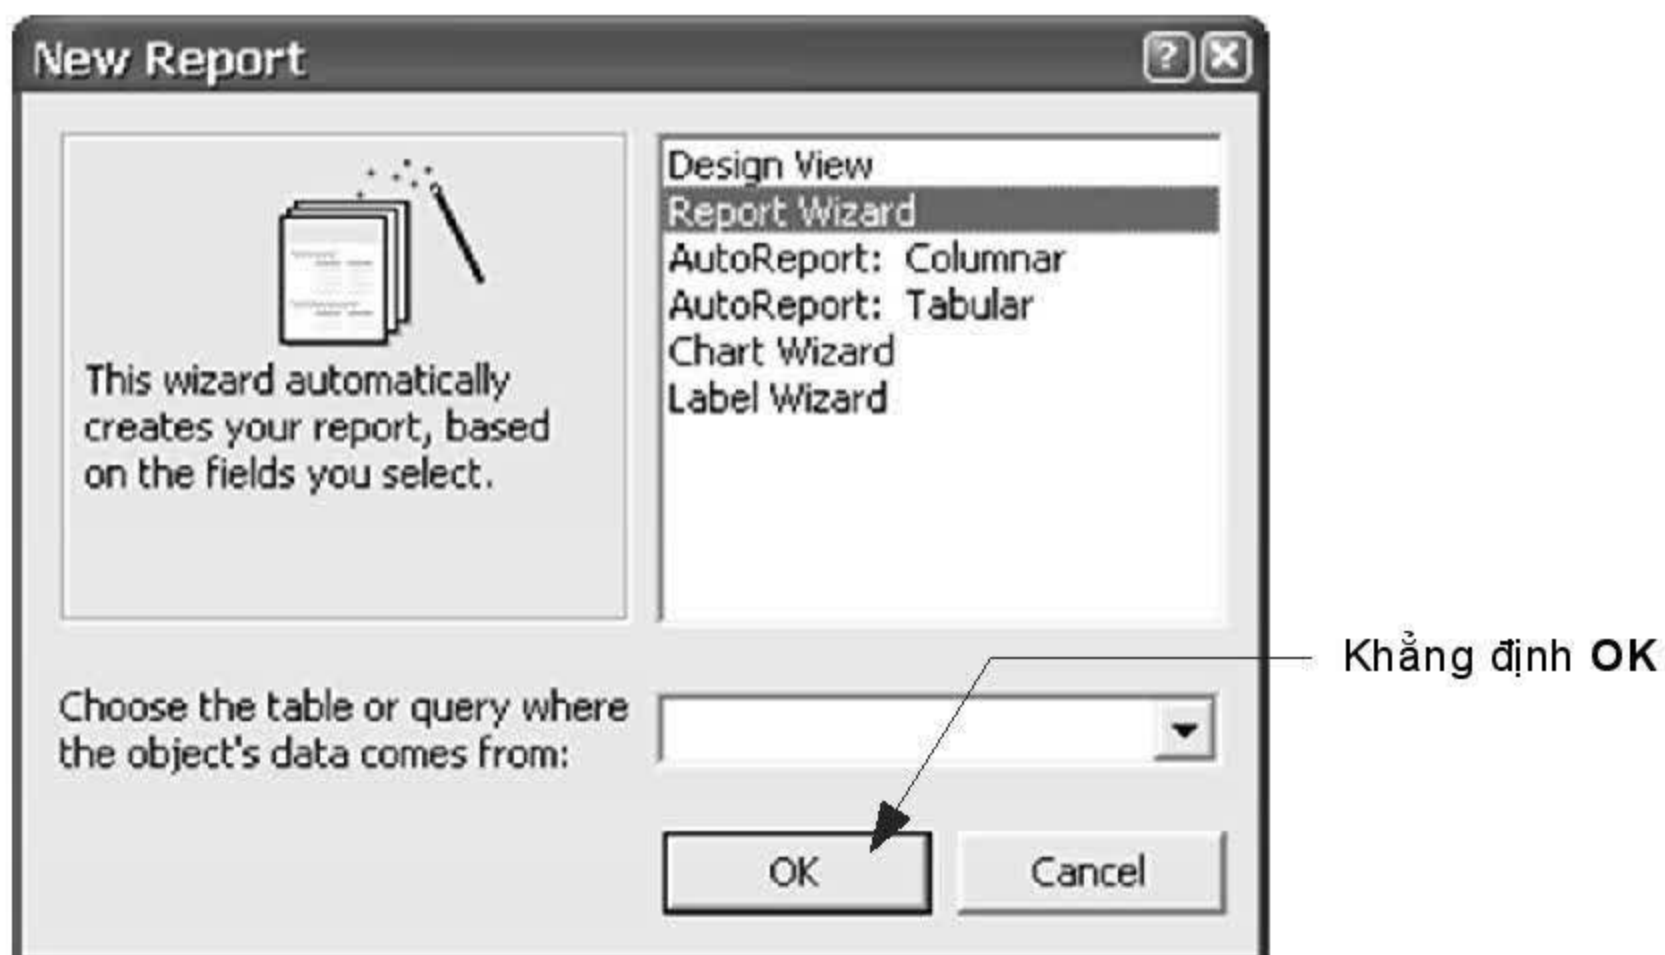 New Report
This wizard automatically
creates your report, based
on the fields you select.
Design View
Report Wizard
AutoReport: Columnar
AutoReport: Tabular
Chart Wizard
Label Wizard
Khẳng định OK
Choose the table or query where
the object's data comes from:
OK
Cancel